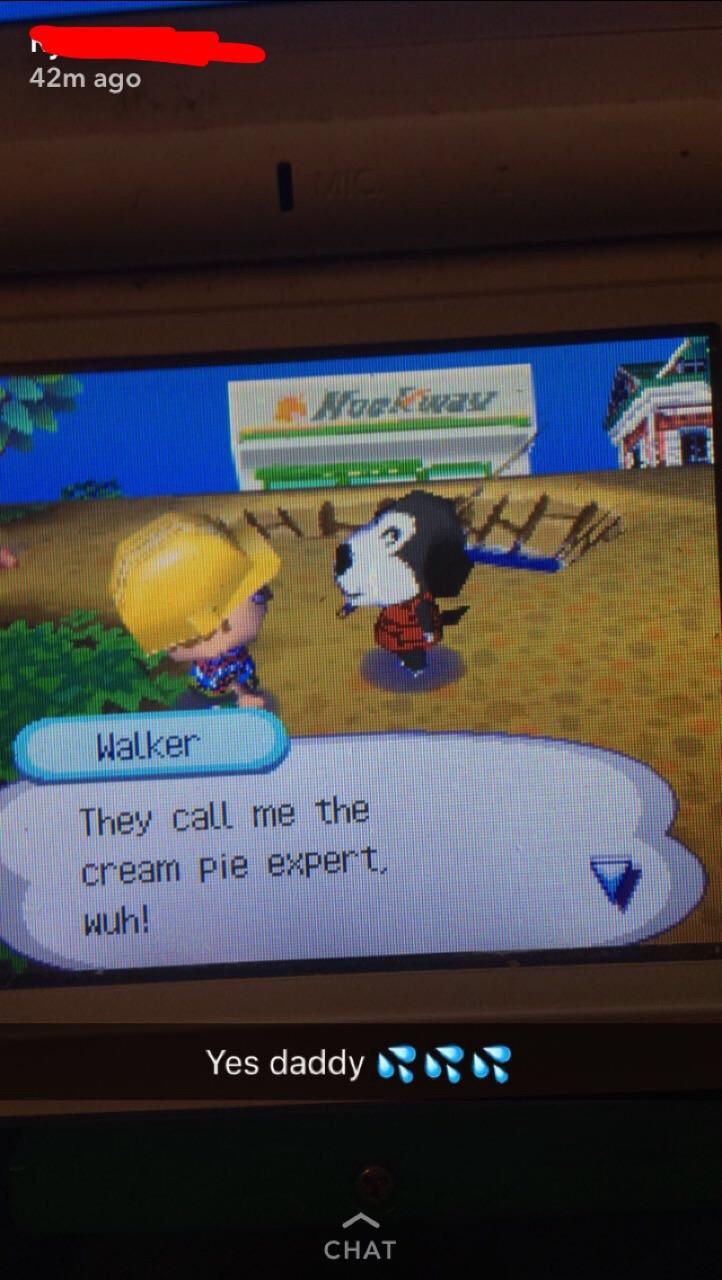 42m ago
MIC.
Nookway
Walker
They call me the
cream pie expert,
wuh!
Yes daddy 💦💦💦
CHAT